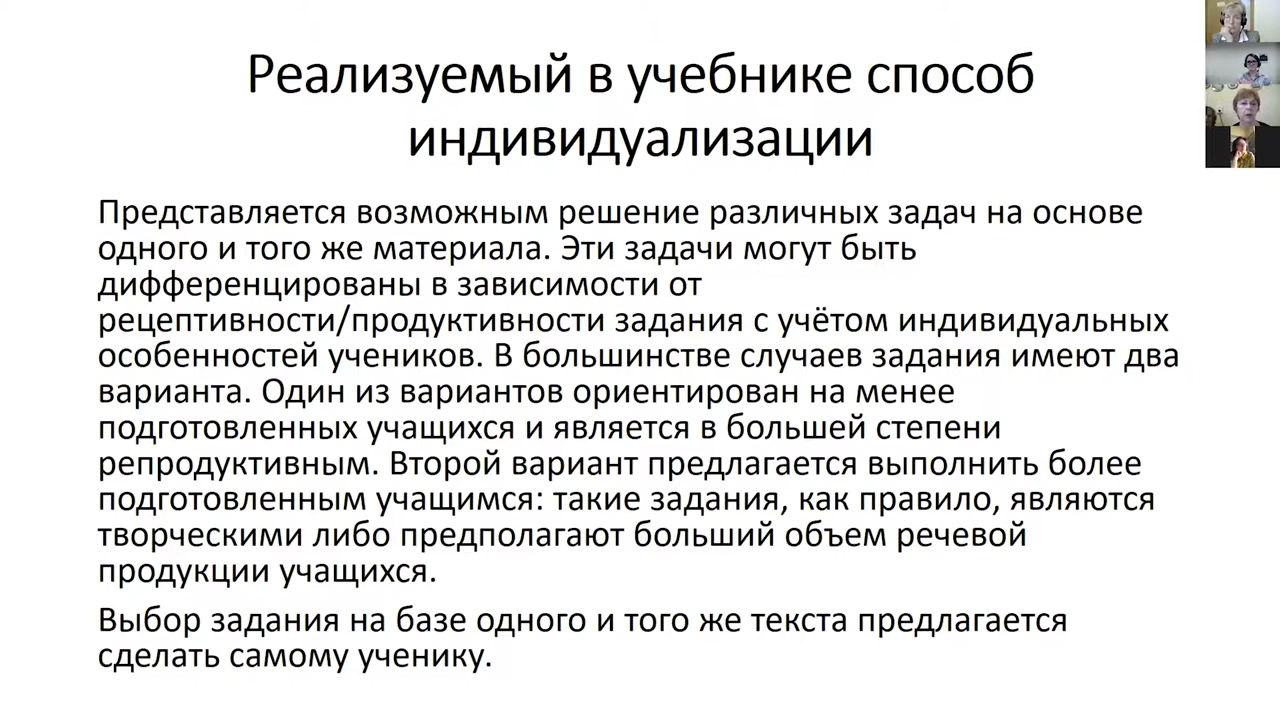 Реализуемый в учебнике способ
индивидуализации
Представляется возможным решение различных задач на основе
одного и того же материала. Эти задачи могут быть
дифференцированы в зависимости от
рецептивности/продуктивности задания с учётом индивидуальных
особенностей учеников. В большинстве случаев задания имеют два
варианта. Один из вариантов ориентирован на менее
подготовленных учащихся и является в большей степени
репродуктивным. Второй вариант предлагается выполнить более
подготовленным учащимся: такие задания, как правило, являются
творческими либо предполагают больший объем речевой
продукции учащихся.
Выбор задания на базе одного и того же текста предлагается
сделать самому ученику.